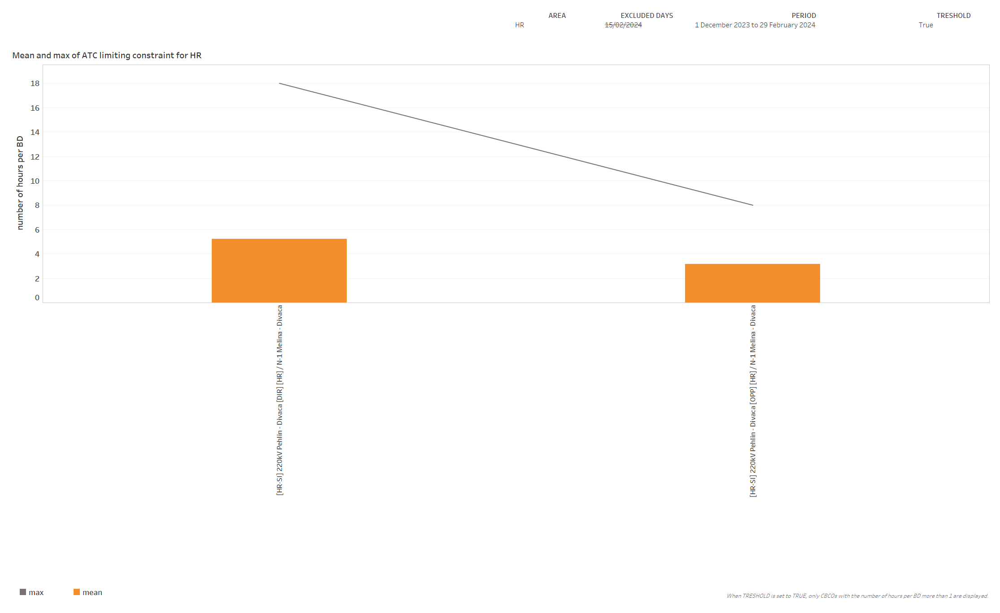 AREA EXCLUDED DAYS PERIOD TRESHOLD
HR 15/02/2024 1 December 2023 to 29 February 2024 True
Mean and max of ATC limiting constraint for HR
number of hours per BD
18
16
14
12
10
8
6
4
2
0
[HR-SI] 220kV Pehlin - Divaca [DIR] [HR] / N-1 Melina - Divaca
[HR-SI] 220kV Pehlin - Divaca [OPP] [HR] / N-1 Melina - Divaca
max mean
When TRESHOLD is set to TRUE, only CBCOs with the number of hours per BD more than 1 are displayed.